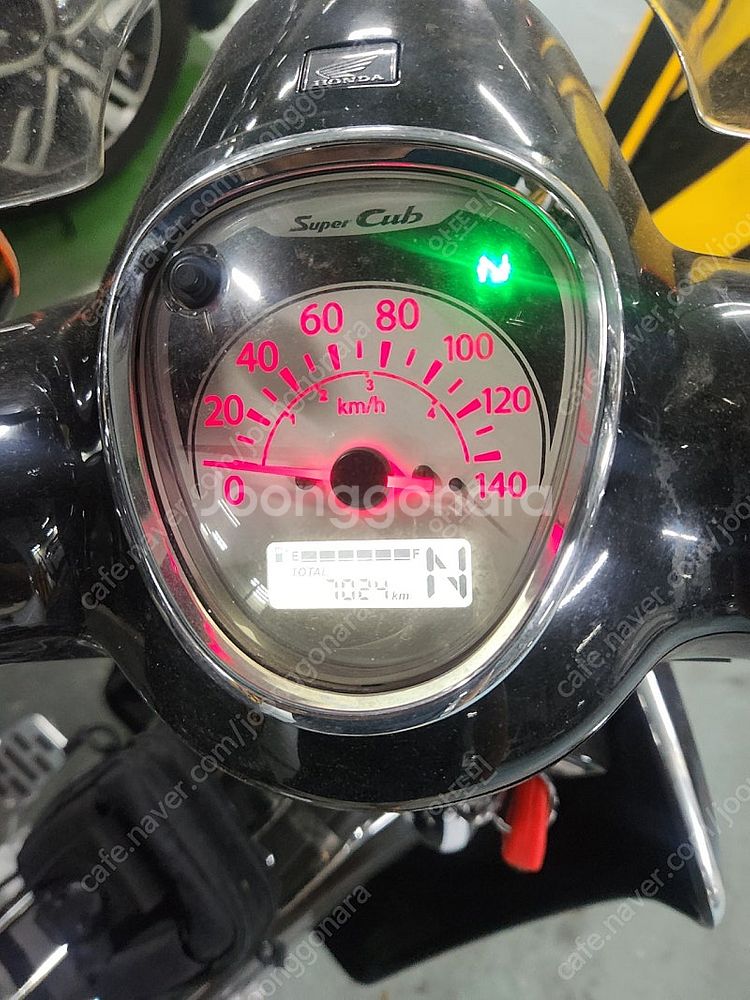 HONDA
Super Cub
N
0 20 40 60 80 100 120 140
1 2 3 4
km/h
Joonggonara
E F
TOTAL
7024 km
N
cafe.naver.com/joonggonara